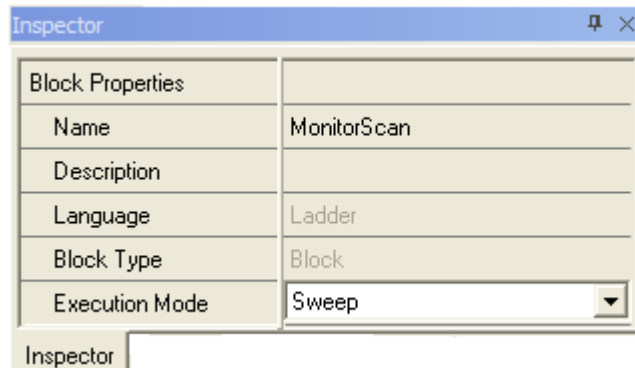 Inspector
Block Properties
Name MonitorScan
Description
Language Ladder
Block Type Block
Execution Mode Sweep
Inspector